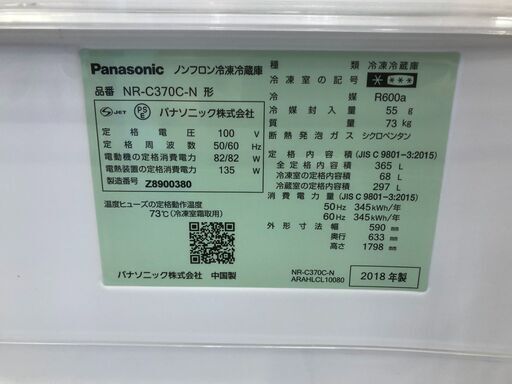 Panasonic ノンフロン冷凍冷蔵庫
品番 NR-C370C-N 形
JET PSE パナソニック株式会社
定格電圧 100 V
定格周波数 50/60 Hz
電動機の定格消費電力 82/82 W
電熱装置の定格消費電力 135 W
製造番号 Z8900380
温度ヒューズの定格動作温度
73℃(冷凍室霜取用)
パナソニック株式会社 中国製
種類 冷凍冷蔵庫
冷凍室の記号 ****
冷媒 R600a
冷媒封入量 55 g
質量 73 kg
断熱発泡ガス シクロペンタン
定格内容積 (JIS C 9801-3:2015)
全定格内容積 365 L
冷凍室の定格内容積 68 L
冷蔵室の定格内容積 297 L
消費電力量 (JIS C 9801-3:2015)
50 Hz 345kWh/年
60 Hz 345kWh/年
外形寸法 幅 590 mm
奥行 633 mm
高さ 1798 mm
NR-C370C-N
ARAHLCL10080
2018 年製